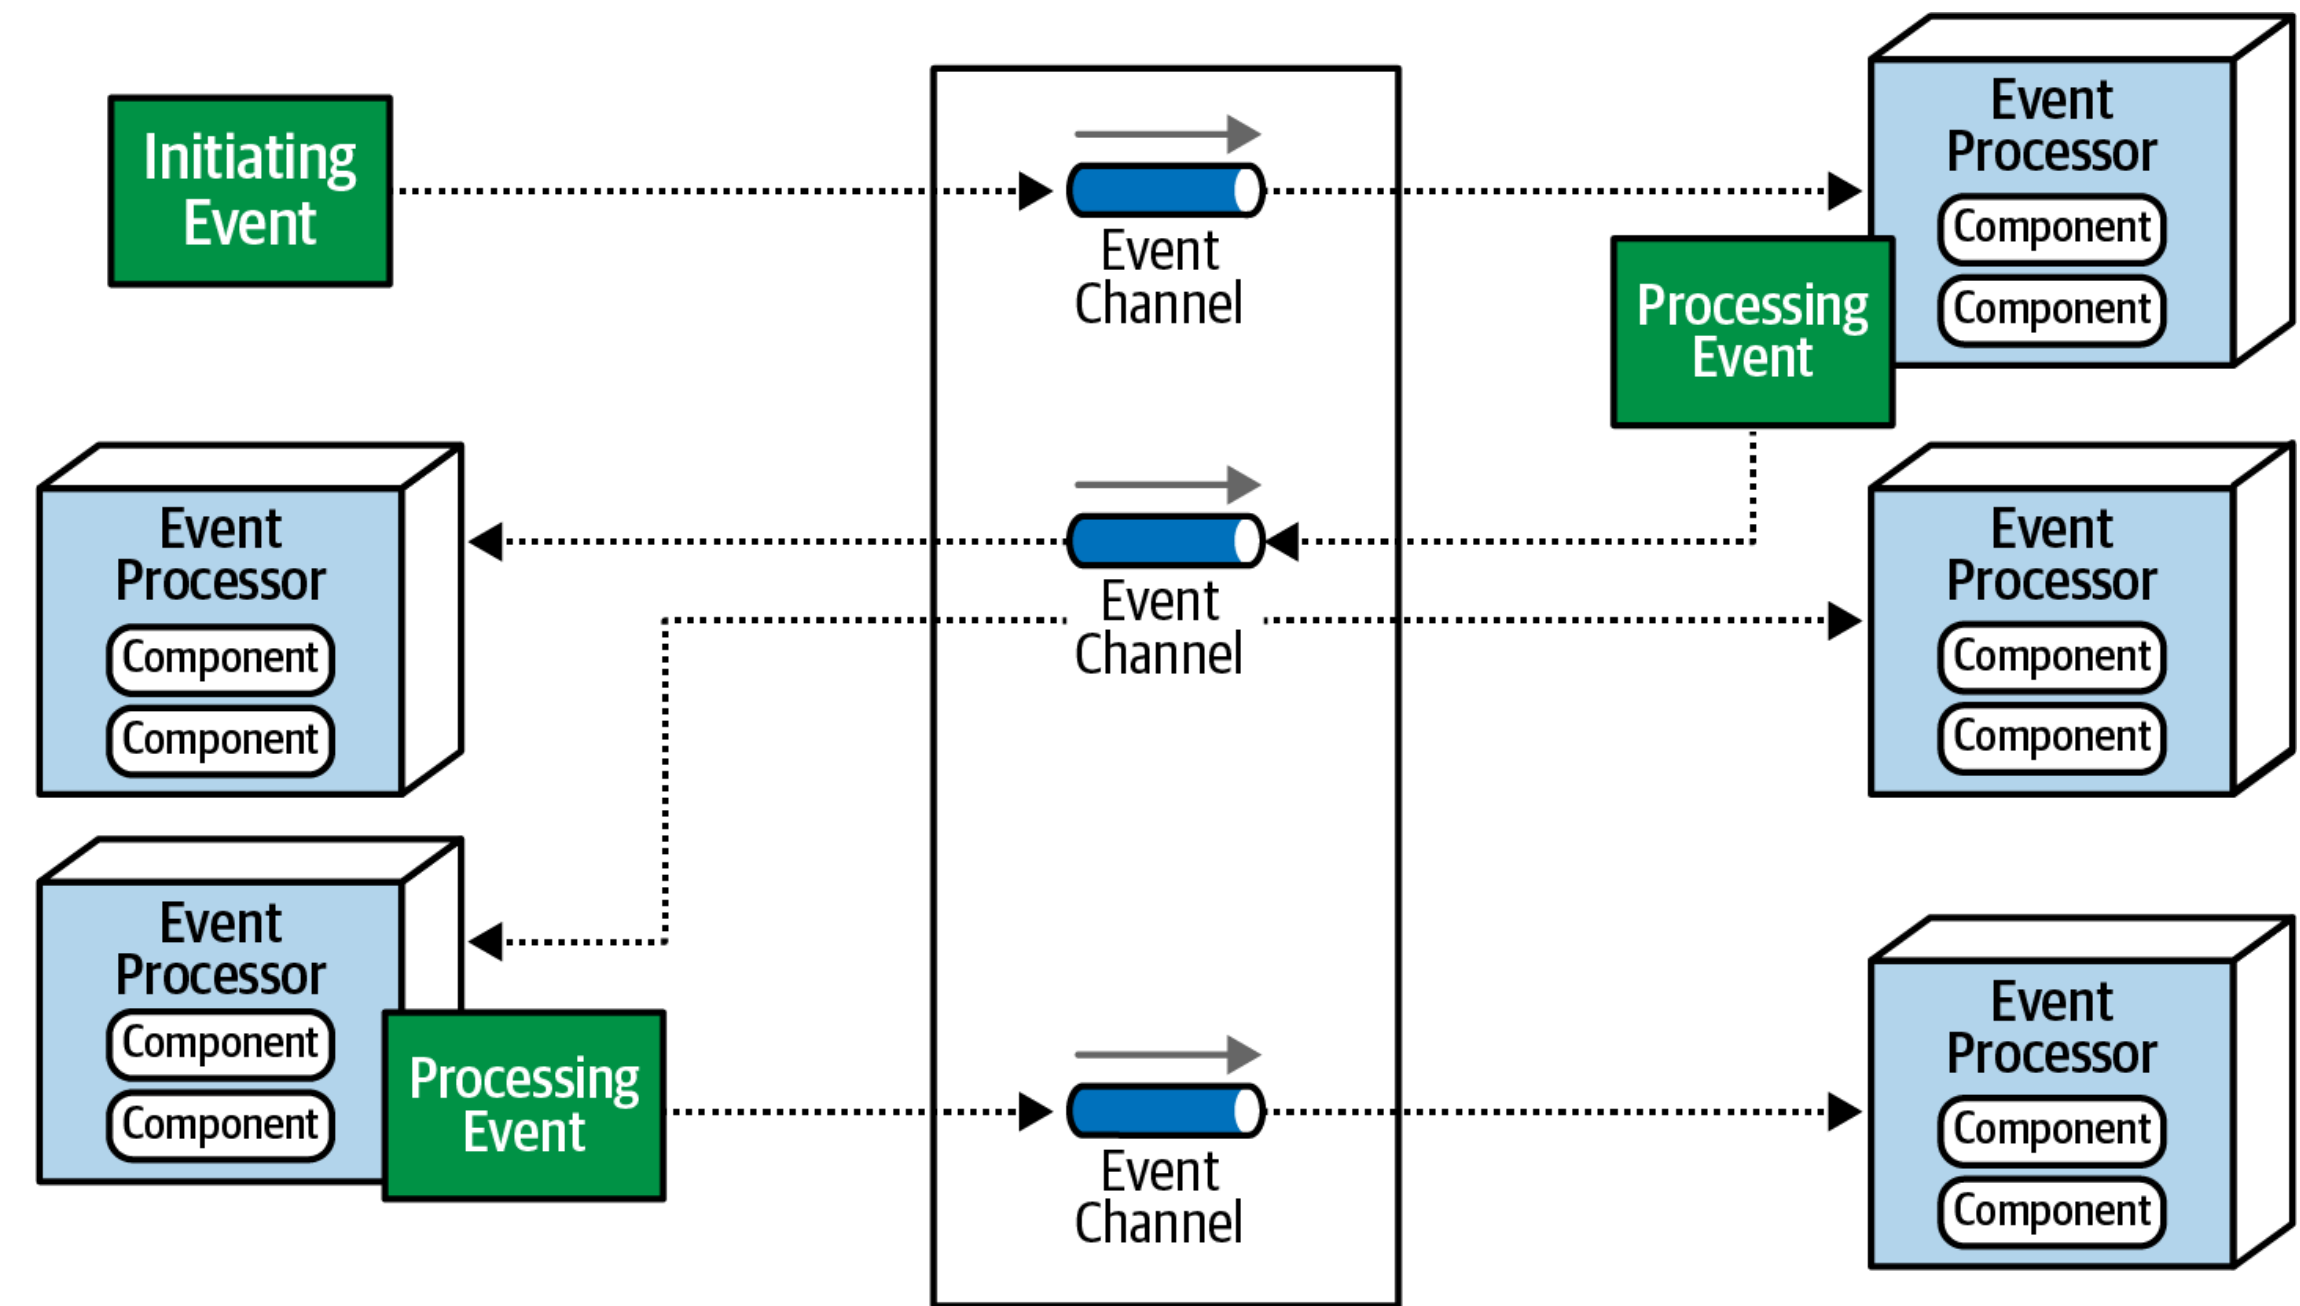 Initiating
Event
Event
Channel
Event
Processor
Component
Component
Processing
Event
Event
Processor
Component
Component
Event
Channel
Event
Processor
Component
Component
Event
Processor
Component
Component
Processing
Event
Event
Channel
Event
Processor
Component
Component